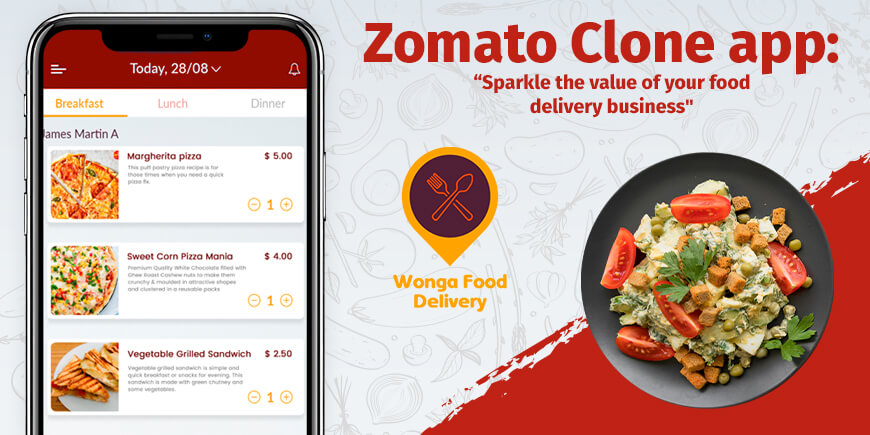 Today, 28/08
Breakfast
Lunch
Dinner
James Martin A
Margherita pizza
$ 5.00
This puff pastry pizza recipe is for
those times when you need a quick
pizza fix.
1
Sweet Corn Pizza Mania
$ 4.00
Premium Quality White Chocolate filled with
Ghee Roast Cashew nuts to make them
crunchy & moulded in attractive shapes
and clustered in a reusable packs
1
Vegetable Grilled Sandwich
$ 2.50
Vegetable grilled sandwich is simple and
quick breakfast or snacks for evening. This
sandwich is made with green chutney and
some vegetables.
1
Zomato Clone app:
“Sparkle the value of your food
delivery business"
Wonga Food
Delivery